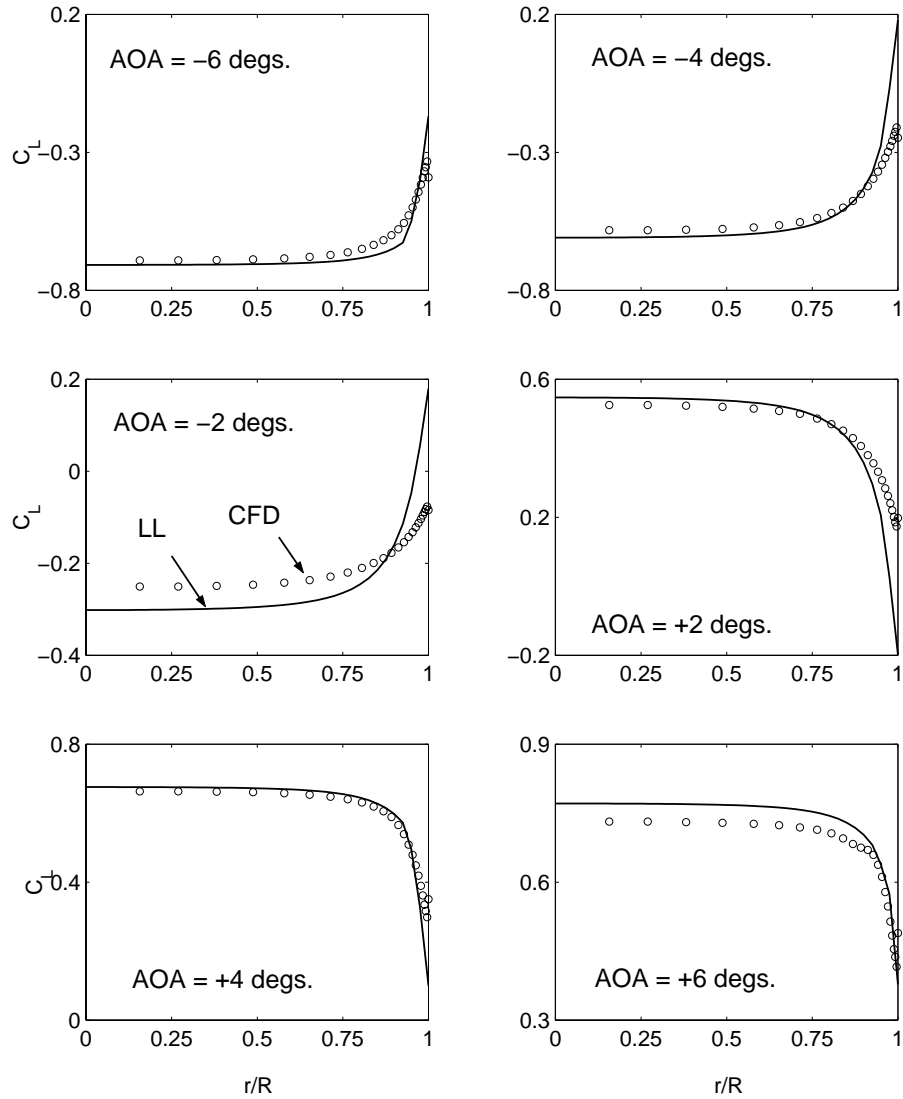 0.2
AOA = −6 degs.
C_L
−0.3
−0.8
0 0.25 0.5 0.75 1
0.2
AOA = −4 degs.
−0.3
−0.8
0 0.25 0.5 0.75 1
0.2
AOA = −2 degs.
0
C_L
LL
CFD
−0.2
−0.4
0 0.25 0.5 0.75 1
0.6
0.2
AOA = +2 degs.
−0.2
0 0.25 0.5 0.75 1
0.8
0.4
C_L
AOA = +4 degs.
0
0 0.25 0.5 0.75 1
r/R
0.9
0.6
AOA = +6 degs.
0.3
0 0.25 0.5 0.75 1
r/R